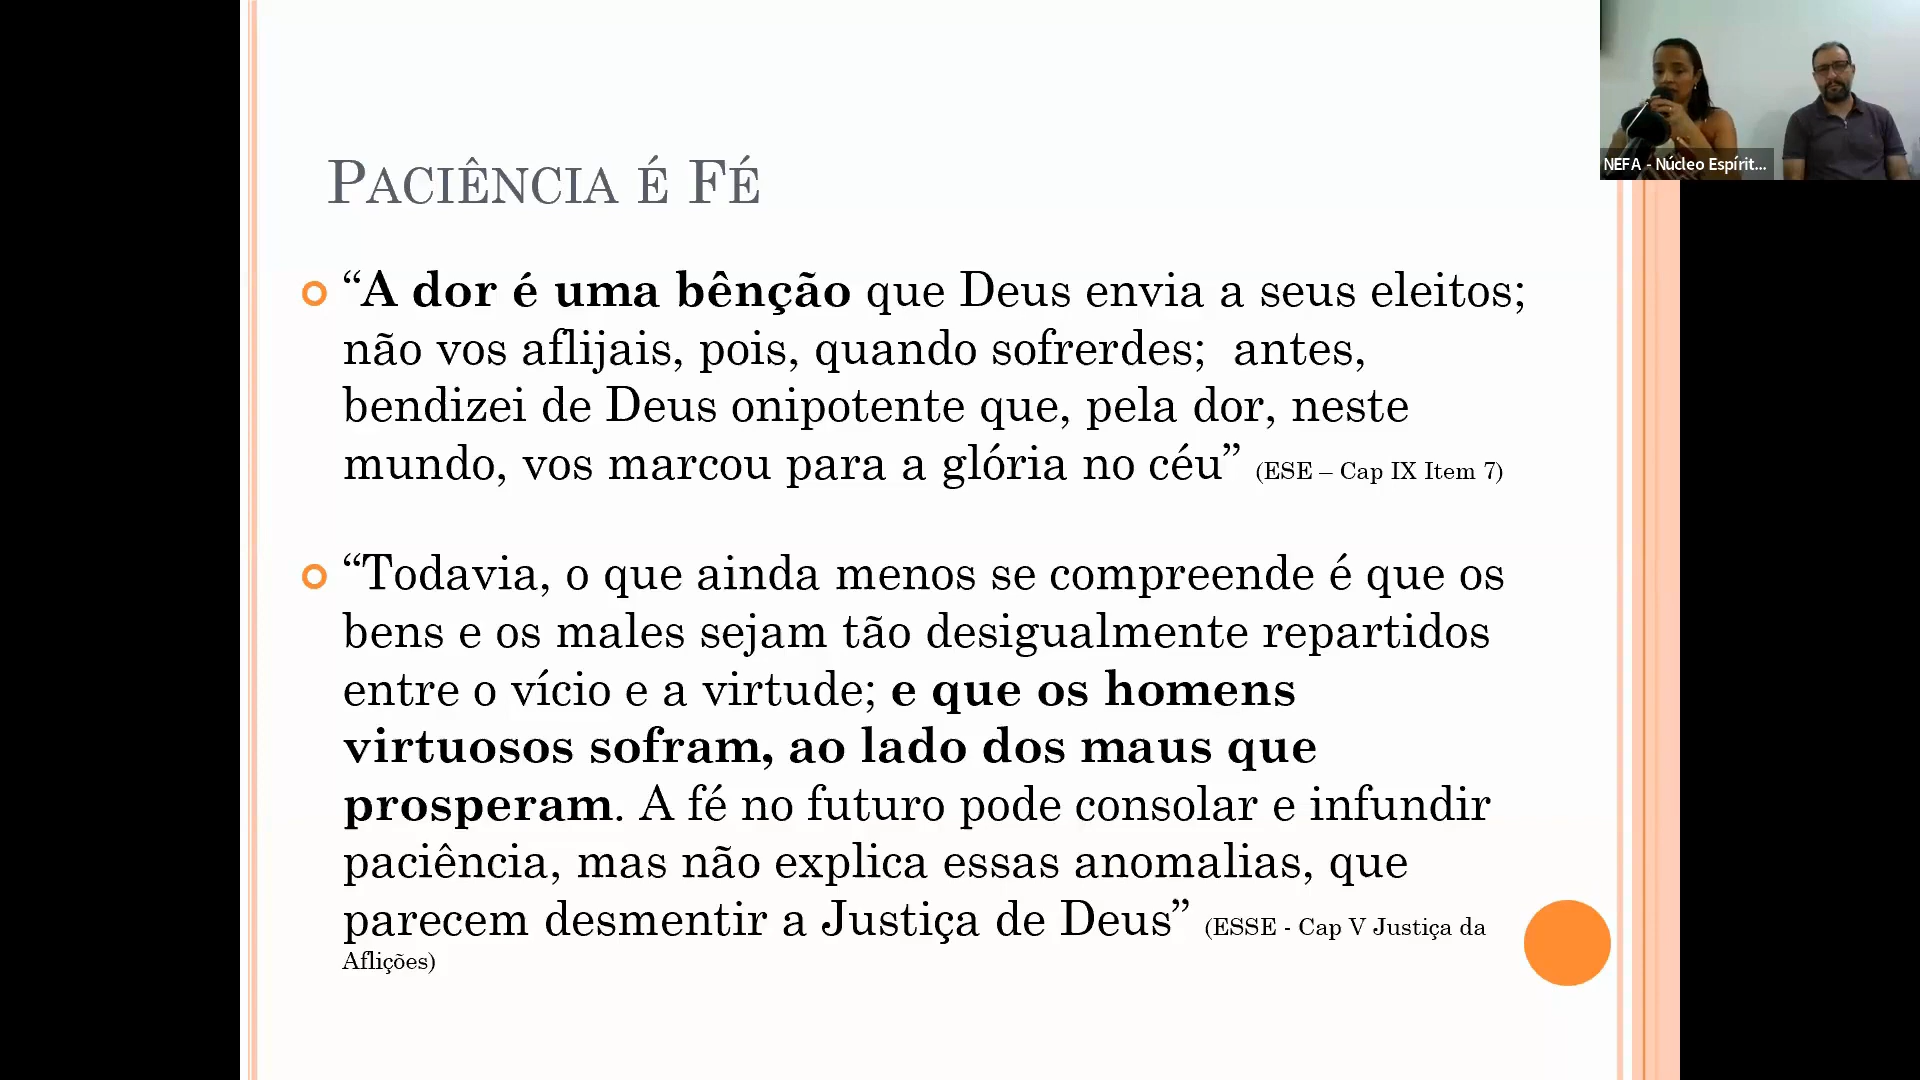 NEFA - Núcleo Espírit...
PACIÊNCIA É FÉ
“A dor é uma bênção que Deus envia a seus eleitos;
não vos aflijais, pois, quando sofrerdes;  antes,
bendizei de Deus onipotente que, pela dor, neste
mundo, vos marcou para a glória no céu” (ESE – Cap IX Item 7)
“Todavia, o que ainda menos se compreende é que os
bens e os males sejam tão desigualmente repartidos
entre o vício e a virtude; e que os homens
virtuosos sofram, ao lado dos maus que
prosperam. A fé no futuro pode consolar e infundir
paciência, mas não explica essas anomalias, que
parecem desmentir a Justiça de Deus” (ESSE - Cap V Justiça da
Aflições)